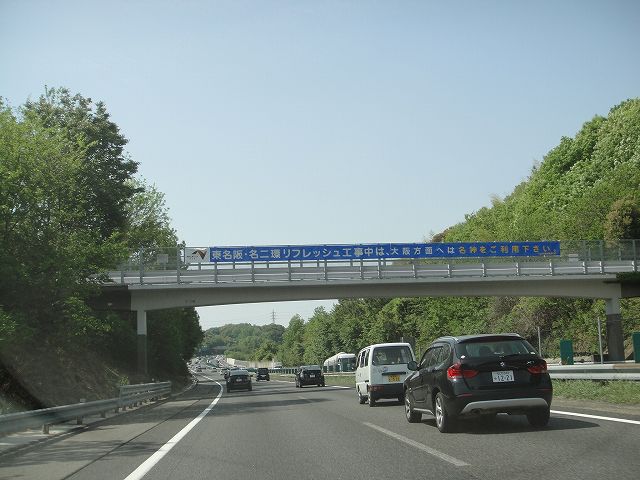 東名阪・名二環リフレッシュ工事中は、大阪方面へは名神をご利用下さい。
・121